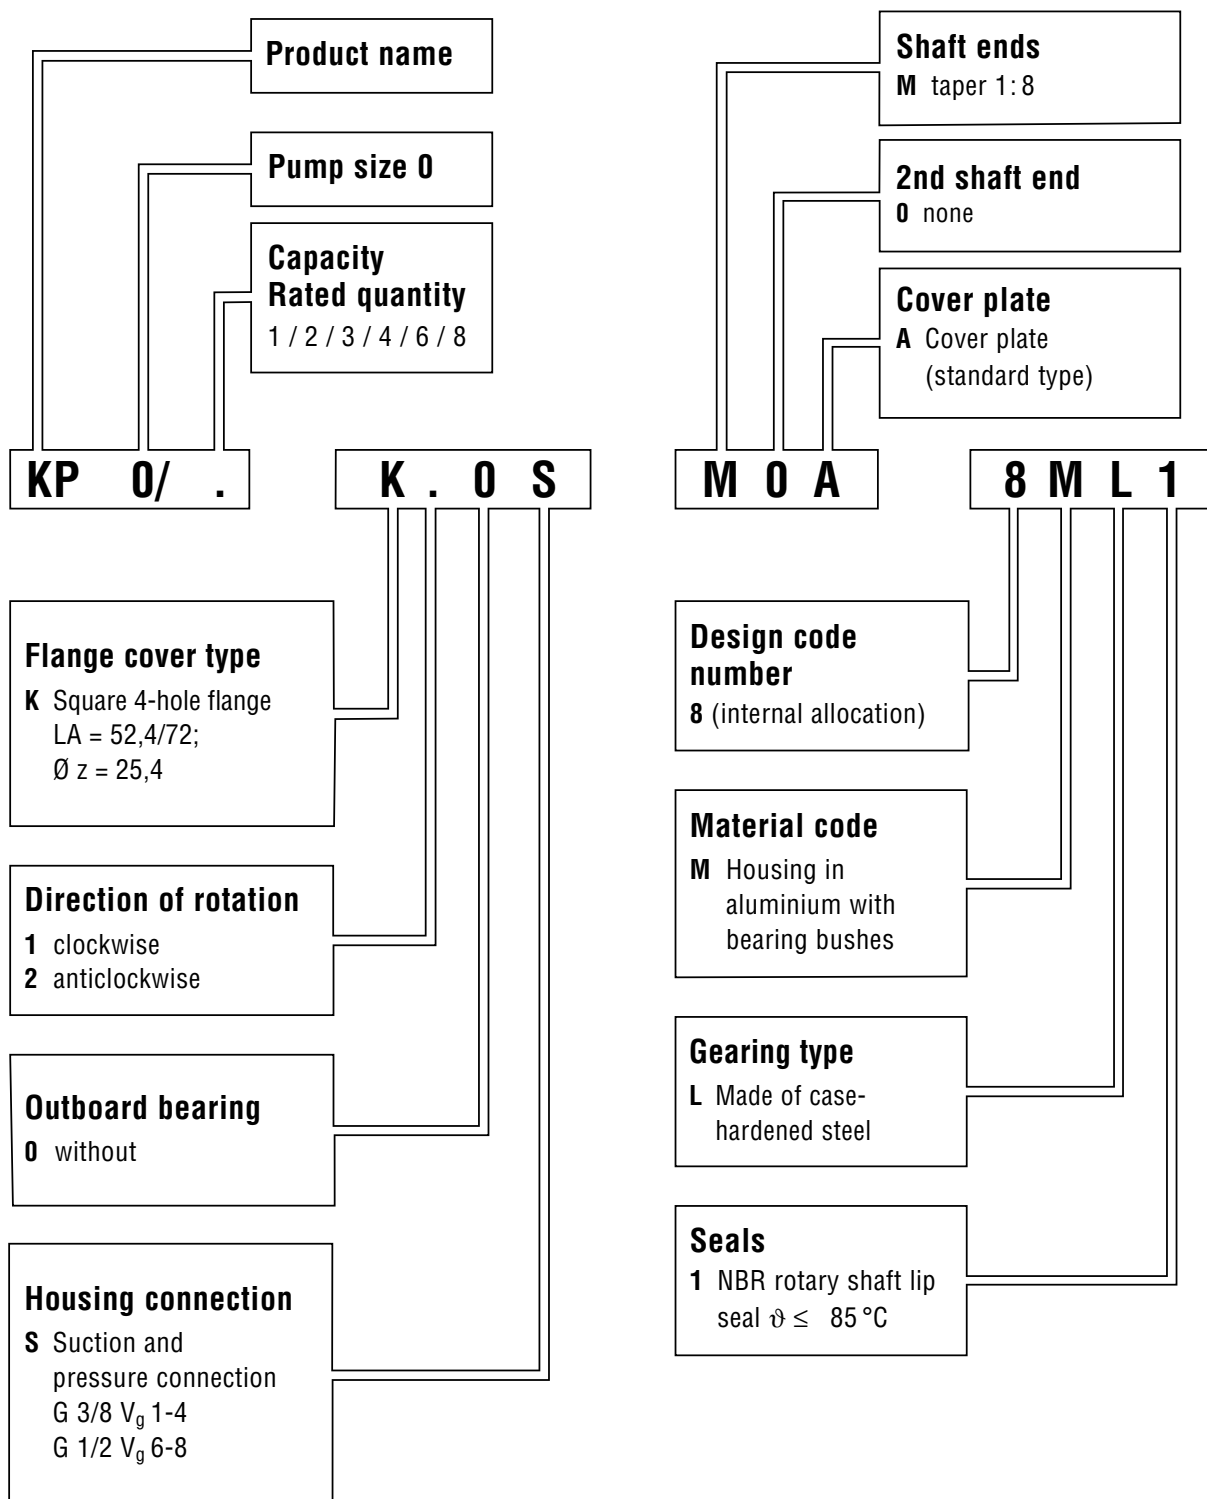 Product name
Pump size 0
Capacity
Rated quantity
1 / 2 / 3 / 4 / 6 / 8
Shaft ends
M taper 1:8
2nd shaft end
0 none
Cover plate
A Cover plate
(standard type)
KP 0/ .
K . 0 S
M 0 A
8 M L 1
Flange cover type
K Square 4-hole flange
LA = 52,4/72;
Ø z = 25,4
Direction of rotation
1 clockwise
2 anticlockwise
Outboard bearing
0 without
Housing connection
S Suction and
pressure connection
G 3/8 Vg 1-4
G 1/2 Vg 6-8
Design code
number
8 (internal allocation)
Material code
M Housing in
aluminium with
bearing bushes
Gearing type
L Made of case-
hardened steel
Seals
1 NBR rotary shaft lip
seal ϑ ≤ 85 °C